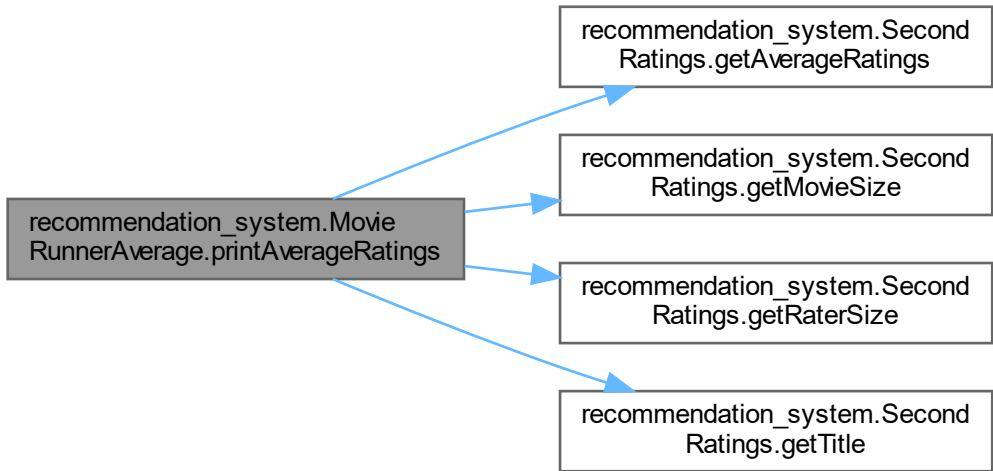 recommendation_system.Second
Ratings.getAverageRatings
recommendation_system.Second
Ratings.getMovieSize
recommendation_system.Movie
RunnerAverage.printAverageRatings
recommendation_system.Second
Ratings.getRaterSize
recommendation_system.Second
Ratings.getTitle